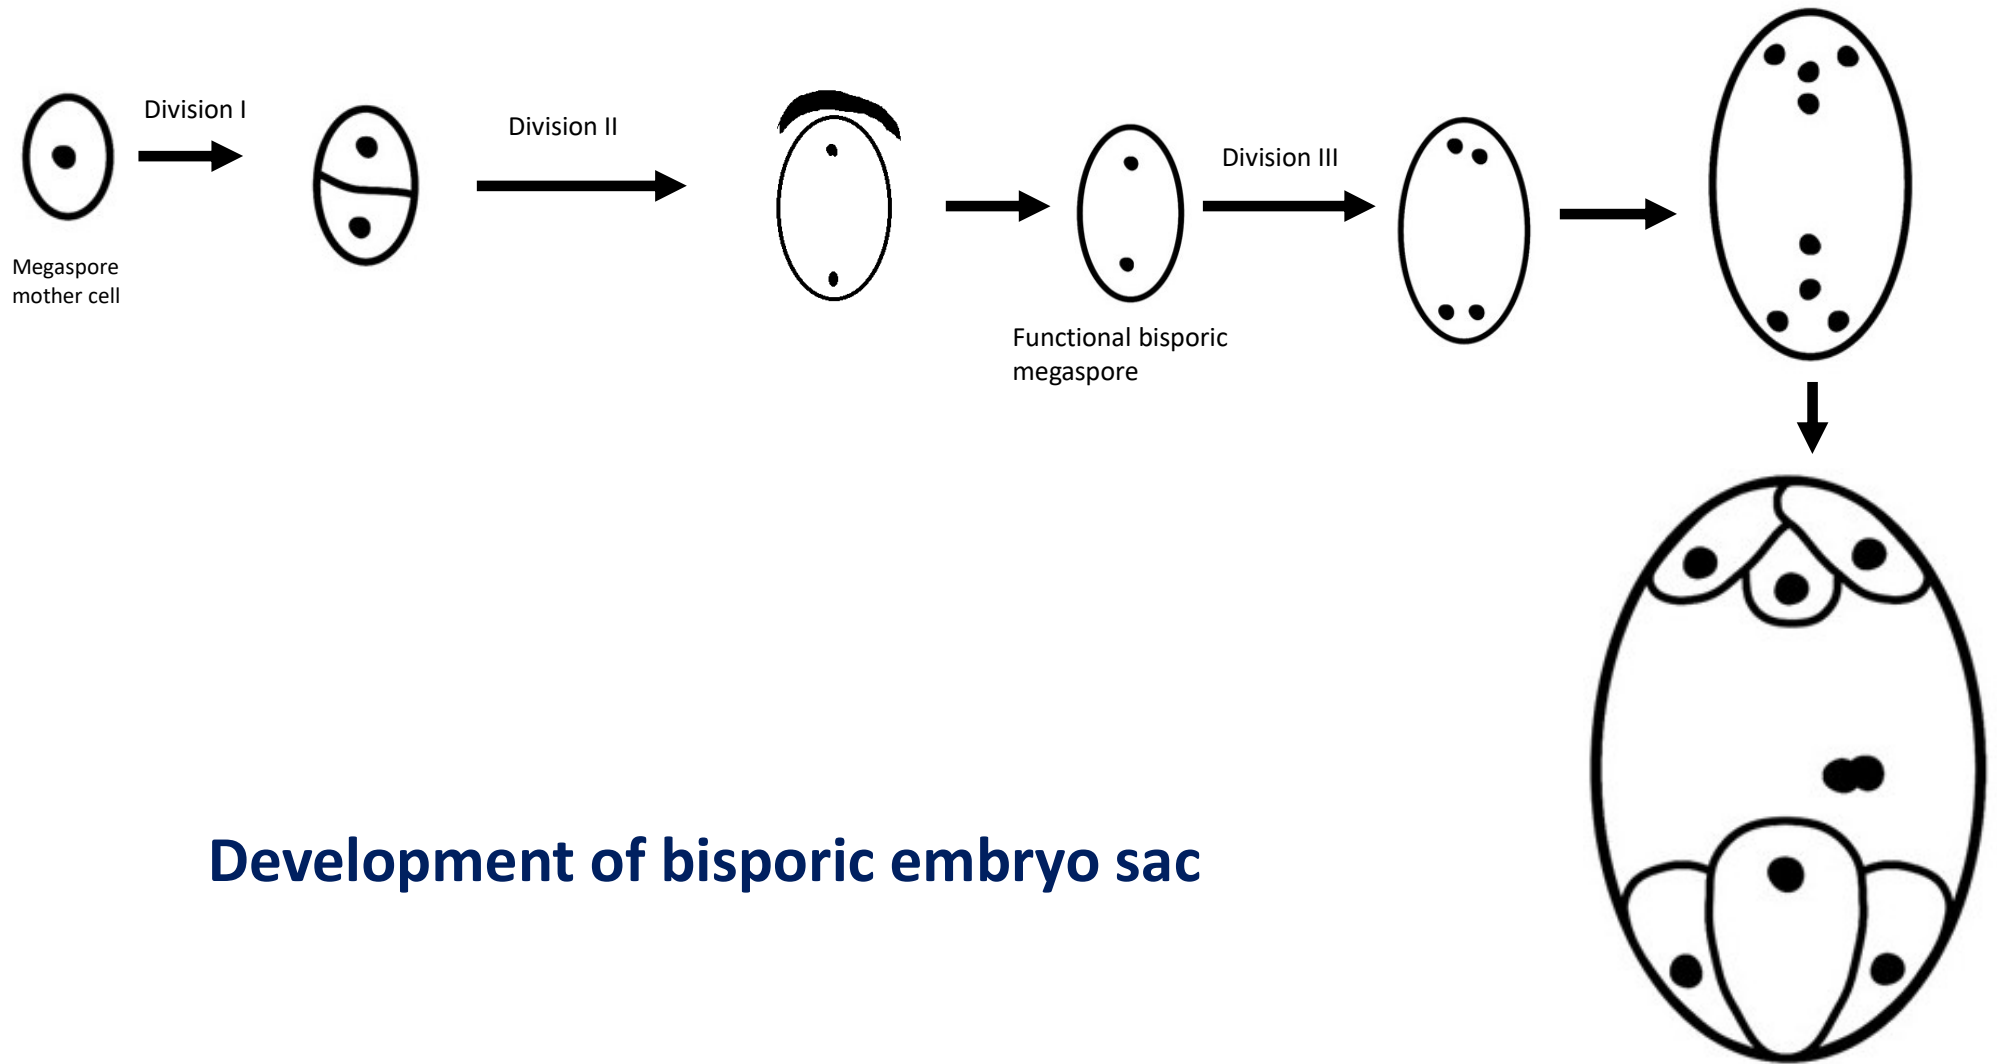 Division I
Division II
Division III
Megaspore
mother cell
Functional bisporic
megaspore
Development of bisporic embryo sac